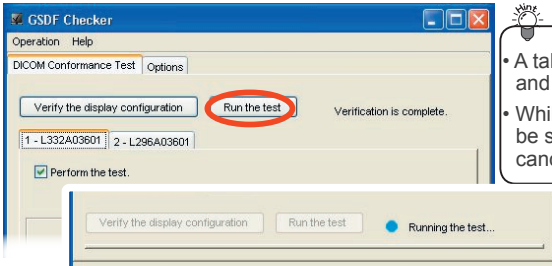 GSDF Checker
Operation Help
DICOM Conformance Test Options
Verify the display configuration Run the test Verification is complete.
1 - L332A03601 2 - L296A03601
Perform the test.
Verify the display configuration Run the test Running the test...
Hint
• A
and
• Whi
be s